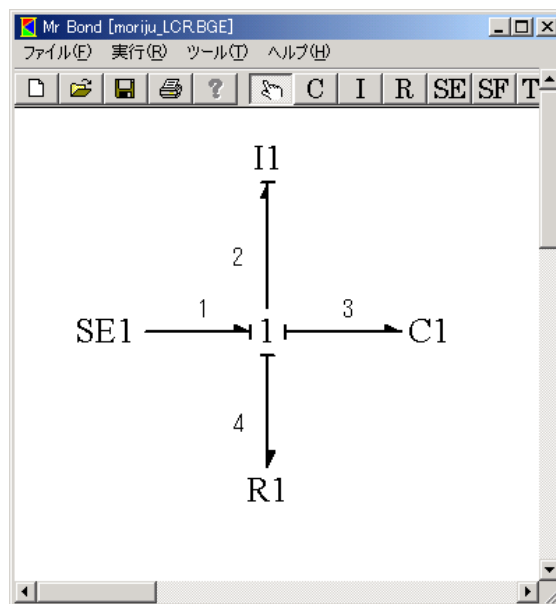 Mr Bond [moriju_LCR.BGE]
ファイル(F) 実行(R) ツール(T) ヘルプ(H)
? C I R SE SF T
I1
2
SE1 1 1 3 C1
4
R1